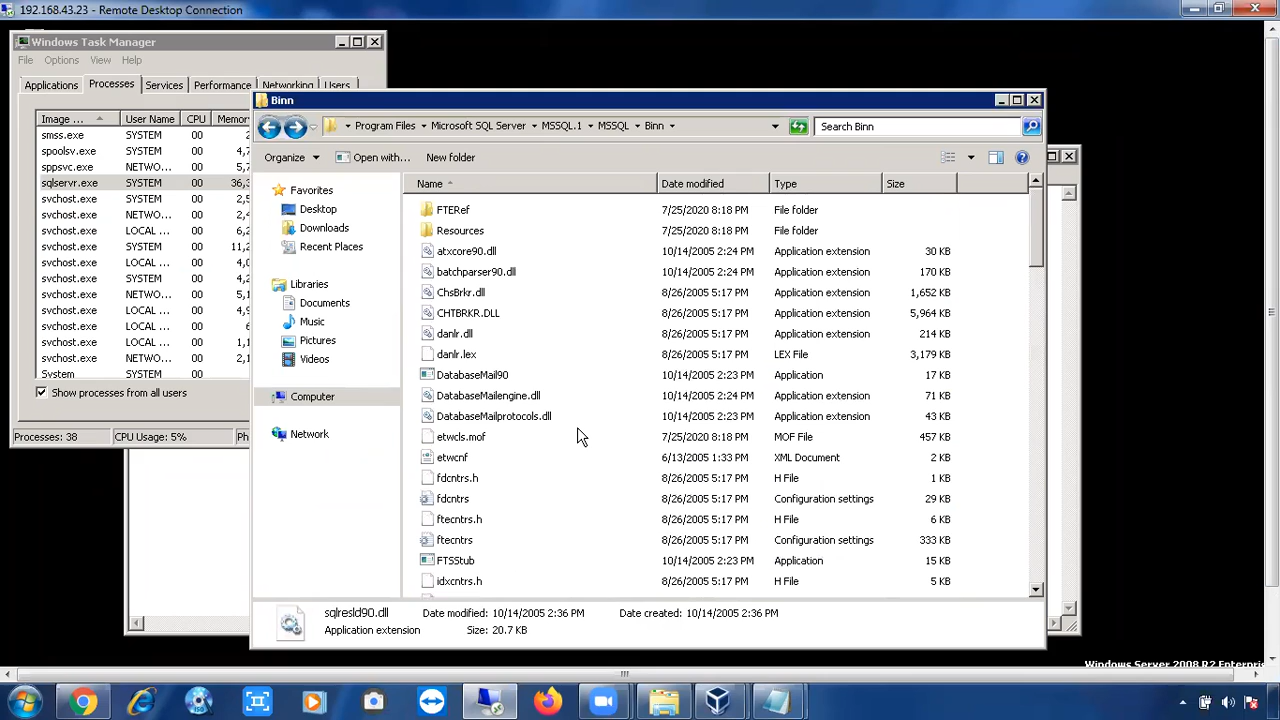 192.168.43.23 - Remote Desktop Connection
Windows Task Manager
File Options View Help
Applications Processes Services Performance Networking Users
Image ... User Name CPU Memory
smss.exe SYSTEM 00
spoolsv.exe SYSTEM 00
sppsvc.exe NETWO... 00
sqlservr.exe SYSTEM 00 36,3
svchost.exe SYSTEM 00
svchost.exe NETWO... 00
svchost.exe LOCAL ... 00
svchost.exe SYSTEM 00
svchost.exe LOCAL ... 00
svchost.exe SYSTEM 00
svchost.exe NETWO... 00
svchost.exe LOCAL ... 00
svchost.exe LOCAL ... 00
svchost.exe SYSTEM 00
svchost.exe NETWO... 00
System SYSTEM 00
Show processes from all users
Processes: 38 CPU Usage: 5% Ph
Binn
Program Files Microsoft SQL Server MSSQL.1 MSSQL Binn
Search Binn
Organize Open with... New folder
Favorites
Desktop
Downloads
Recent Places
Libraries
Documents
Music
Pictures
Videos
Computer
Network
Name Date modified Type Size
FTERef 7/25/2020 8:18 PM File folder
Resources 7/25/2020 8:18 PM File folder
atxcore90.dll 10/14/2005 2:24 PM Application extension 30 KB
batchparser90.dll 10/14/2005 2:24 PM Application extension 170 KB
ChsBrkr.dll 8/26/2005 5:17 PM Application extension 1,652 KB
CHTBRKR.DLL 8/26/2005 5:17 PM Application extension 5,964 KB
danlr.dll 8/26/2005 5:17 PM Application extension 214 KB
danlr.lex 8/26/2005 5:17 PM LEX File 3,179 KB
DatabaseMail90 10/14/2005 2:23 PM Application 17 KB
DatabaseMailengine.dll 10/14/2005 2:24 PM Application extension 71 KB
DatabaseMailprotocols.dll 10/14/2005 2:23 PM Application extension 43 KB
etwcls.mof 7/25/2020 8:18 PM MOF File 457 KB
etwcnf 6/13/2005 1:33 PM XML Document 2 KB
fdcntrs.h 8/26/2005 5:17 PM H File 1 KB
fdcntrs 8/26/2005 5:17 PM Configuration settings 29 KB
ftecntrs.h 8/26/2005 5:17 PM H File 6 KB
ftecntrs 8/26/2005 5:17 PM Configuration settings 333 KB
FTSStub 10/14/2005 2:23 PM Application 15 KB
idxcntrs.h 8/26/2005 5:17 PM H File 5 KB
sqlresld90.dll Date modified: 10/14/2005 2:36 PM Date created: 10/14/2005 2:36 PM
Application extension Size: 20.7 KB
Windows Server 2008 R2 Enterpris